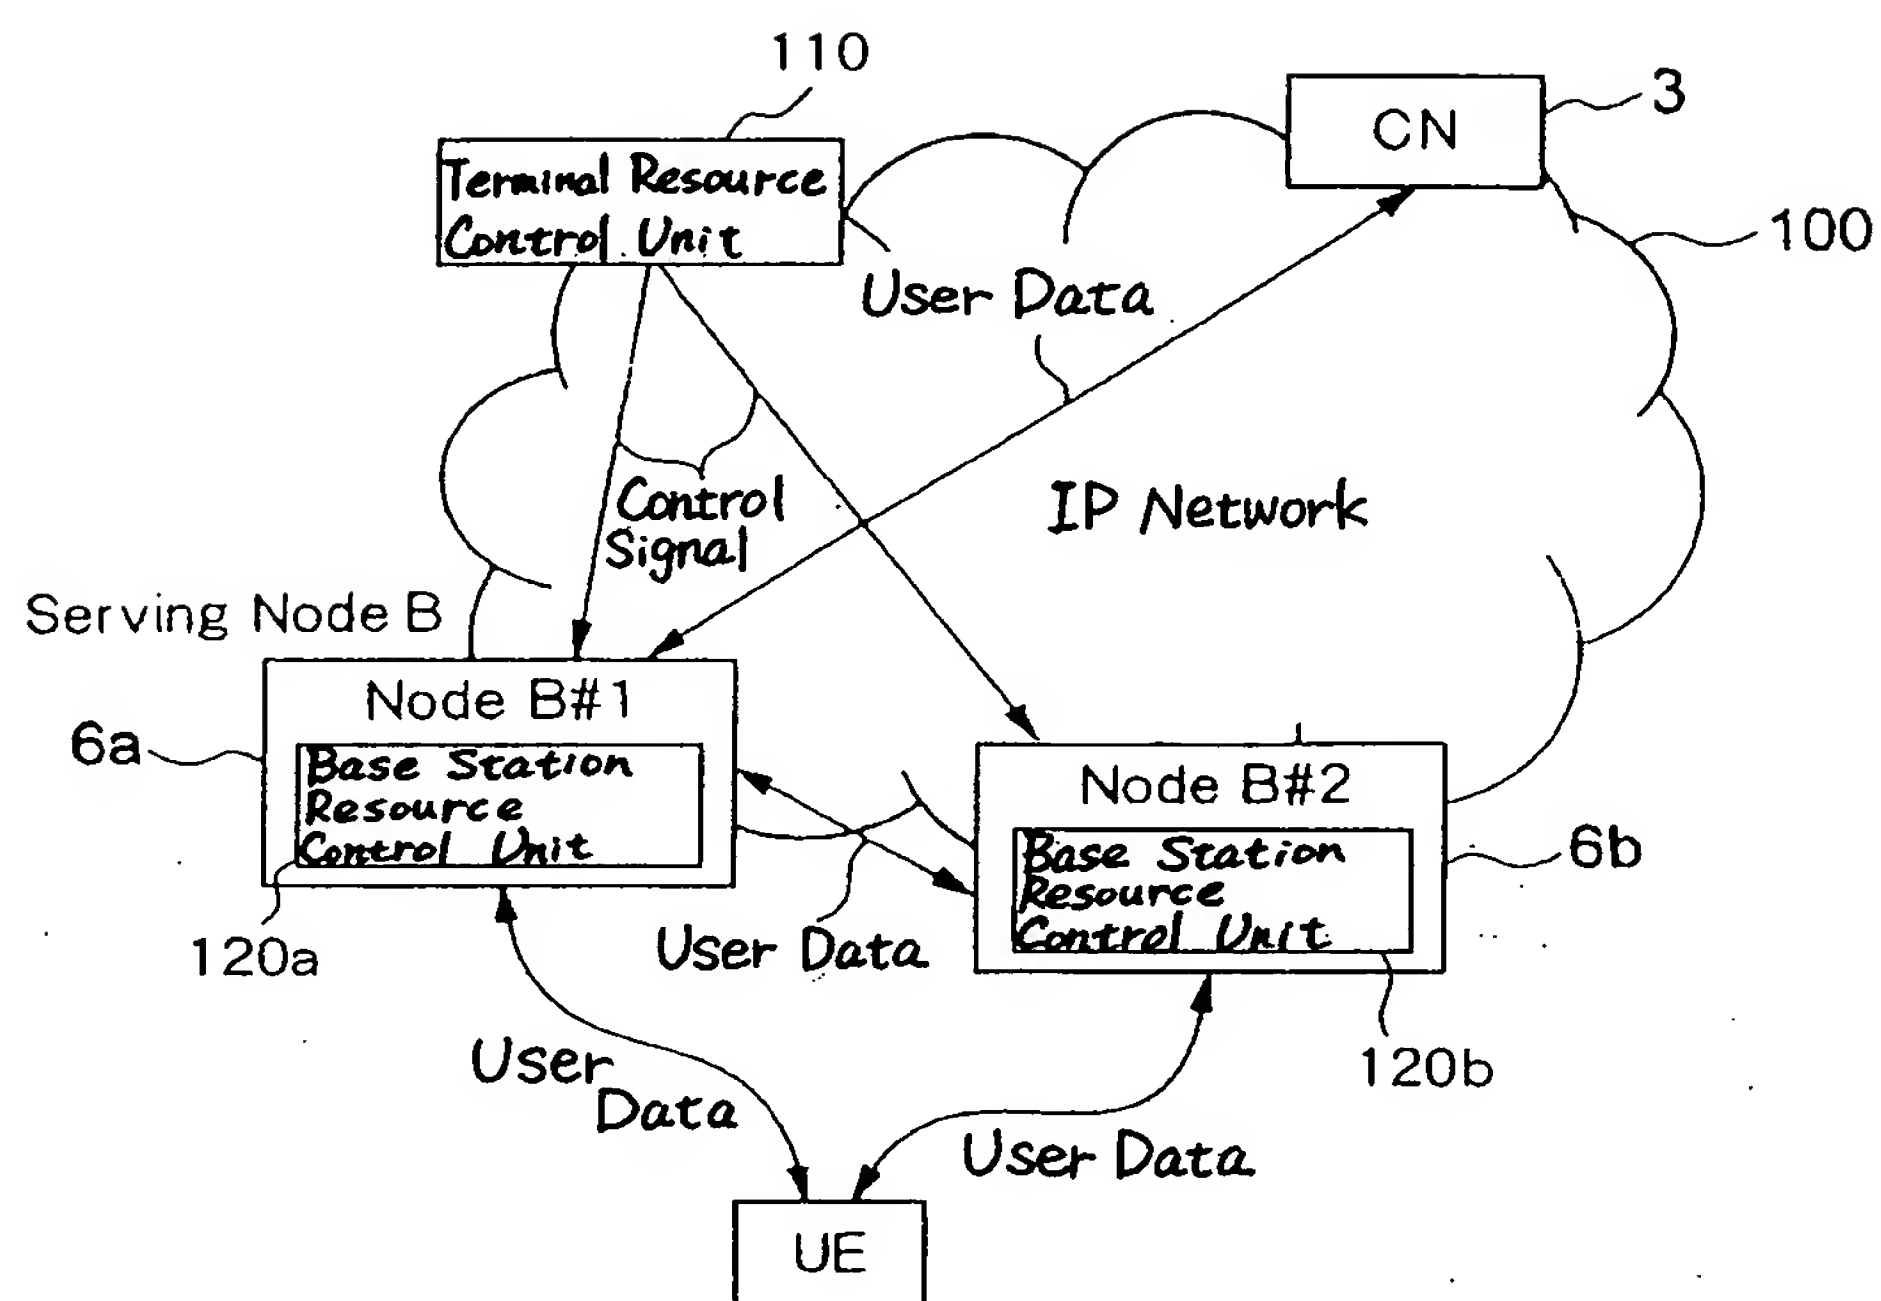 110
CN
3
Terminal Resource
Control Unit
100
User Data
Control
Signal
IP Network
Serving Node B
Node B#1
6a
Base Station
Resource
Control Unit
Node B#2
6b
Base Station
Resource
Control Unit
120a
User Data
120b
User
Data
User Data
UE